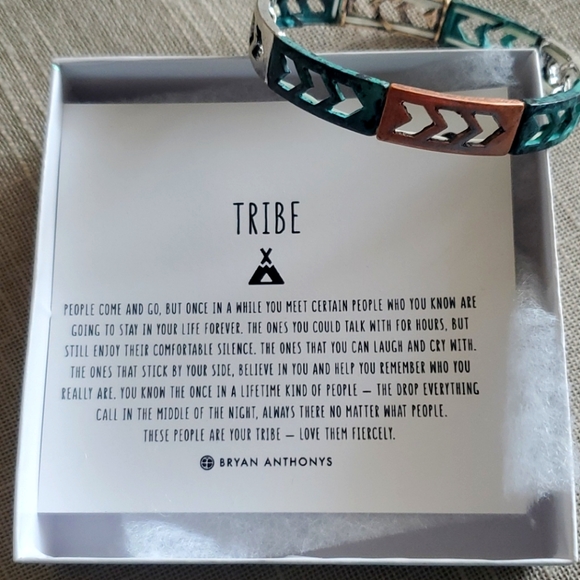 TRIBE
PEOPLE COME AND GO, BUT ONCE IN A WHILE YOU MEET CERTAIN PEOPLE WHO YOU KNOW ARE
GOING TO STAY IN YOUR LIFE FOREVER. THE ONES YOU COULD TALK WITH FOR HOURS, BUT
STILL ENJOY THEIR COMFORTABLE SILENCE. THE ONES THAT YOU CAN LAUGH AND CRY WITH.
THE ONES THAT STICK BY YOUR SIDE, BELIEVE IN YOU AND HELP YOU REMEMBER WHO YOU
REALLY ARE. YOU KNOW THE ONCE IN A LIFETIME KIND OF PEOPLE — THE DROP EVERYTHING
CALL IN THE MIDDLE OF THE NIGHT, ALWAYS THERE NO MATTER WHAT PEOPLE.
THESE PEOPLE ARE YOUR TRIBE — LOVE THEM FIERCELY.
BRYAN ANTHONYS